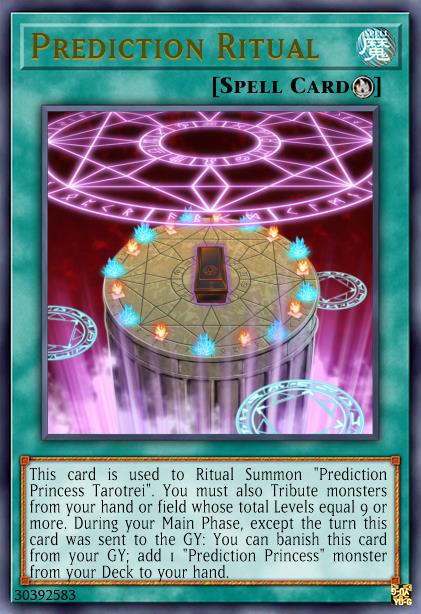 PREDICTION RITUAL
SPELL
魔
[SPELL CARD]
This card is used to Ritual Summon "Prediction
Princess Tarotrei". You must also Tribute monsters
from your hand or field whose total Levels equal 9 or
more. During your Main Phase, except the turn this
card was sent to the GY: You can banish this card
from your GY; add 1 "Prediction Princess" monster
from your Deck to your hand.
30392583